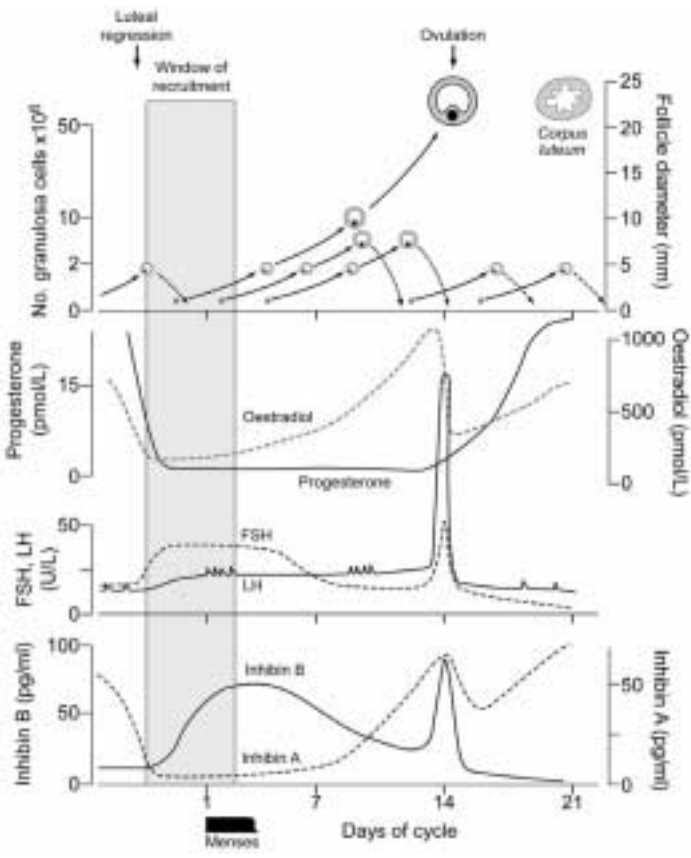 Luteal
regression
Ovulation
Window of
recruitment
Corpus
luteum
No. granulosa cells x10⁶
50
10
2
0
Follicle diameter (mm)
25
20
15
10
5
0
Progesterone
(pmol/L)
15
0
Oestradiol
Progesterone
Oestradiol (pmol/L)
1000
500
0
FSH, LH
(U/L)
50
0
FSH
LH
Inhibin B (pg/ml)
100
50
0
Inhibin B
Inhibin A
Inhibin A (pg/ml)
50
0
1 7 14 21
Menses
Days of cycle